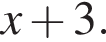 x + 3.